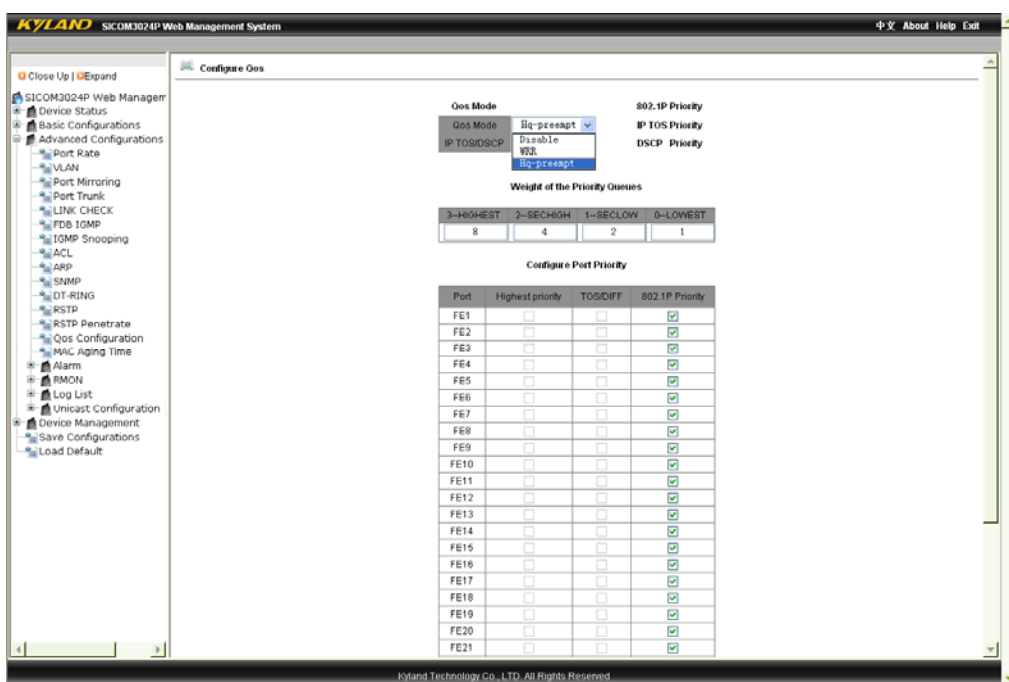 KYLAND SICOM3024P Web Management System
中文 About Help Exit
Close Up | Expand
SICOM3024P Web Managem
Device Status
Basic Configurations
Advanced Configurations
Port Rate
VLAN
Port Mirroring
Port Trunk
LINK CHECK
FDB IGMP
IGMP Snooping
ACL
ARP
SNMP
DT-RING
RSTP
RSTP Penetrate
Qos Configuration
MAC Aging Time
Alarm
RMON
Log List
Unicast Configuration
Device Management
Save Configurations
Load Default
Configure Qos
Qos Mode 802.1P Priority
Qos Mode Hq-preempt IP TOS Priority
IP TOS/DSCP Disable DSCP Priority
WRR
Hq-preempt
Weight of the Priority Queues
3--HIGHEST 2--SECHIGH 1--SECLOW 0--LOWEST
8 4 2 1
Configure Port Priority
Port Highest priority TOS/DIFF 802.1P Priority
FE1
FE2
FE3
FE4
FE5
FE6
FE7
FE8
FE9
FE10
FE11
FE12
FE13
FE14
FE15
FE16
FE17
FE18
FE19
FE20
FE21
Kyland Technology Co., LTD. All Rights Reserved